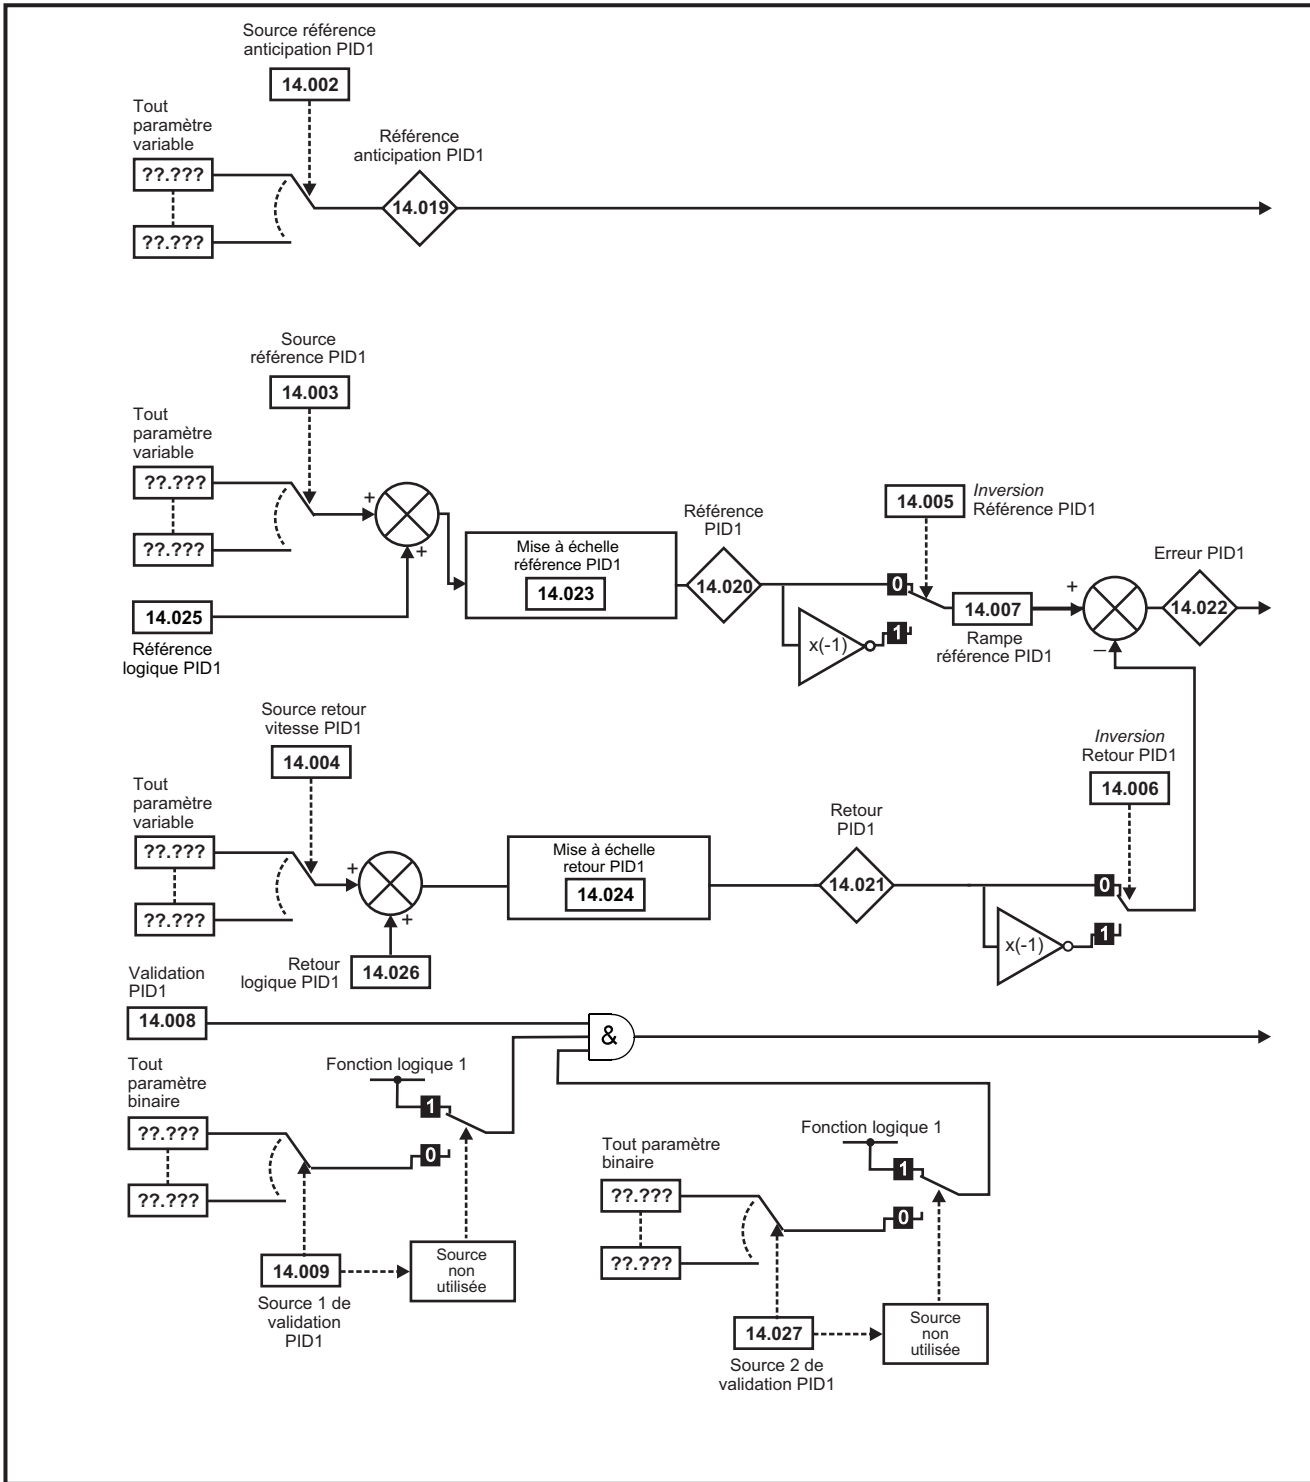 Source référence
anticipation PID1
14.002
Tout
paramètre
variable
??.???
??.???
Référence
anticipation PID1
14.019
Source
référence PID1
14.003
Tout
paramètre
variable
??.???
??.???
+
+
14.025
Référence
logique PID1
Mise à échelle
référence PID1
14.023
Référence
PID1
14.020
14.005
Inversion
Référence PID1
0
1
x(-1)
14.007
Rampe
référence PID1
+
–
Erreur PID1
14.022
Source retour
vitesse PID1
14.004
Tout
paramètre
variable
??.???
??.???
+
+
Retour
logique PID1
14.026
Mise à échelle
retour PID1
14.024
Retour
PID1
14.021
Inversion
Retour PID1
14.006
0
1
x(-1)
Validation
PID1
14.008
&
Tout
paramètre
binaire
??.???
??.???
Fonction logique 1
1
0
14.009
Source 1 de
validation
PID1
Source
non
utilisée
Tout paramètre
binaire
??.???
??.???
Fonction logique 1
1
0
14.027
Source 2 de
validation PID1
Source
non
utilisée